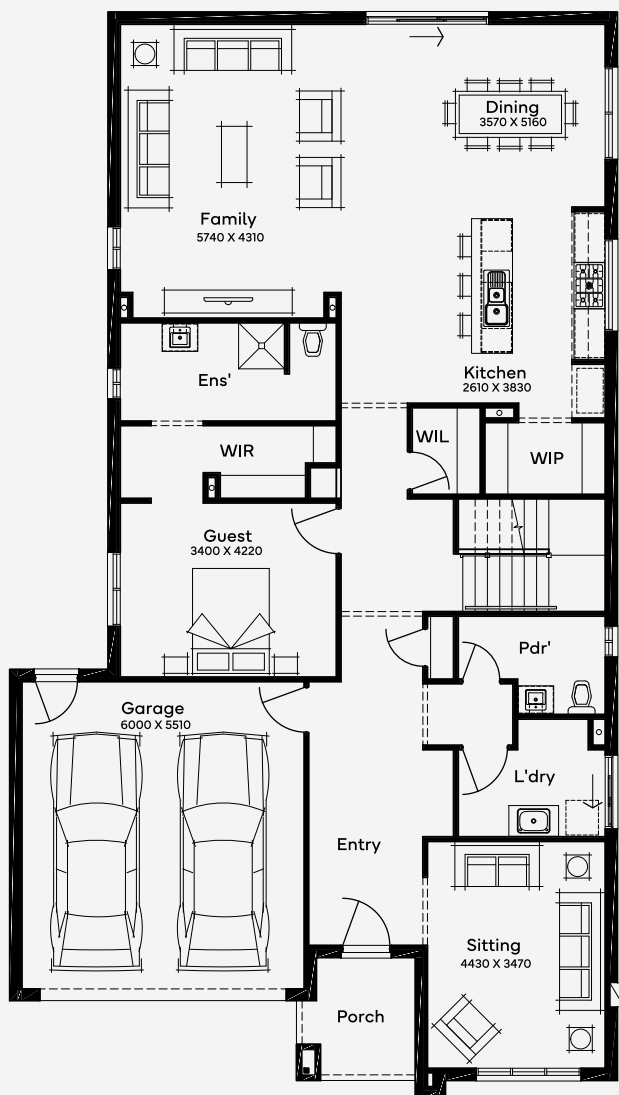 Dining
3570 X 5160
Family
5740 X 4310
Kitchen
2610 X 3830
Ens'
WIR
WIL
WIP
Guest
3400 X 4220
Pdr'
Garage
6000 X 5510
L'dry
Entry
Sitting
4430 X 3470
Porch